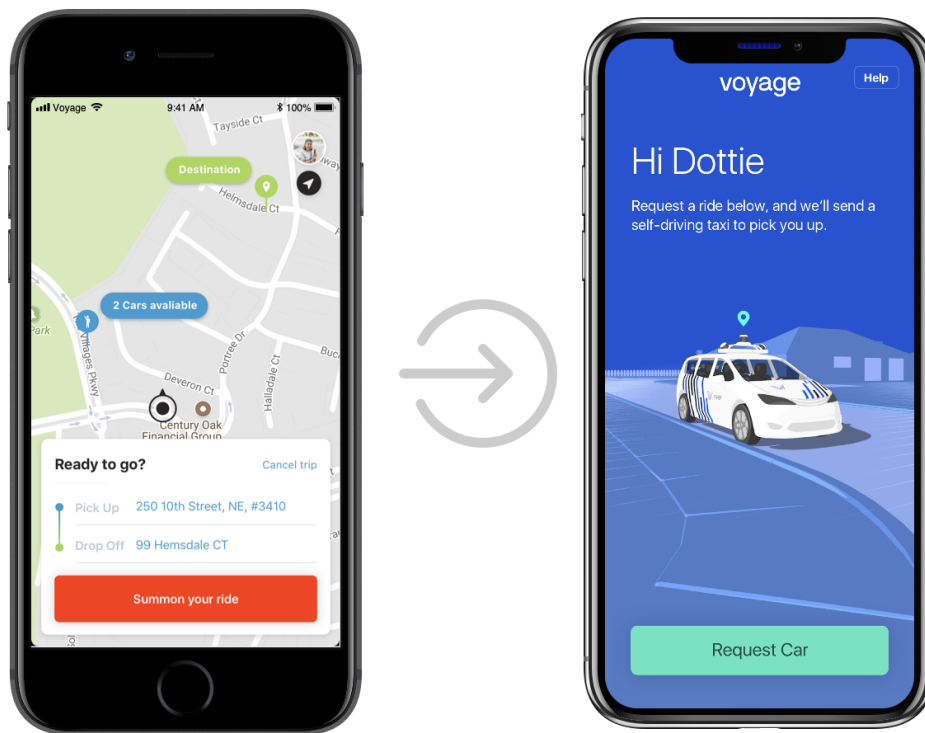 Voyage
9:41 AM
100%
Tayside Ct
way
Destination
Helmsdale Ct
2 Cars avaliable
Park
Villages Pkwy
Portree Dr
Halladale Ct
Buc
Deveron Ct
Century Oak
Financial Group
Ready to go?
Cancel trip
Pick Up
250 10th Street, NE, #3410
Drop Off
99 Hemsdale CT
Summon your ride
voyage
Help
Hi Dottie
Request a ride below, and we'll send a
self-driving taxi to pick you up.
Request Car